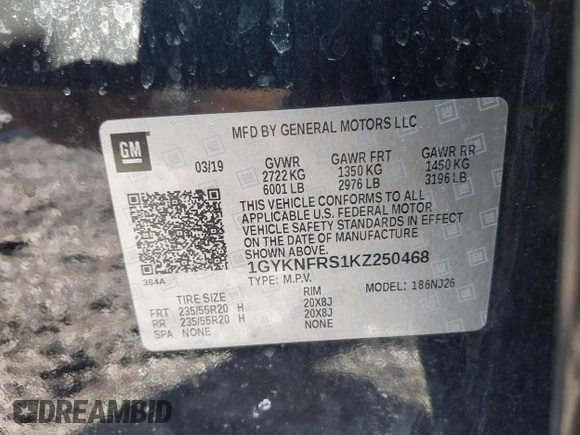 GM
MFD BY GENERAL MOTORS LLC
03/19 GVWR GAWR FRT GAWR RR
2722 KG 1350 KG 1450 KG
6001 LB 2976 LB 3196 LB
THIS VEHICLE CONFORMS TO ALL
APPLICABLE U.S. FEDERAL MOTOR
VEHICLE SAFETY STANDARDS IN EFFECT
ON THE DATE OF MANUFACTURE
SHOWN ABOVE.
1GYKNFRS1KZ250468
384A TYPE: M.P.V. MODEL: 186NJ26
TIRE SIZE RIM
FRT 235/55R20 H 20X8J
RR 235/55R20 H 20X8J
SPA NONE NONE
DREAMBID